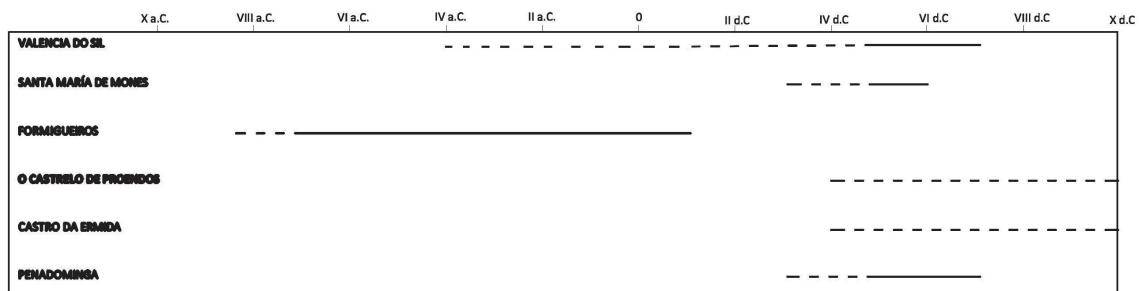 X a.C. VIII a.C. VI a.C. IV a.C. II a.C. 0 II d.C IV d.C VI d.C VIII d.C X d.C
VALENCIA DO SIL
SANTA MARÍA DE MONES
FORMIGUEIROS
O CASTRELO DE PROENDOS
CASTRO DA ERMIDA
PENADOMINGA